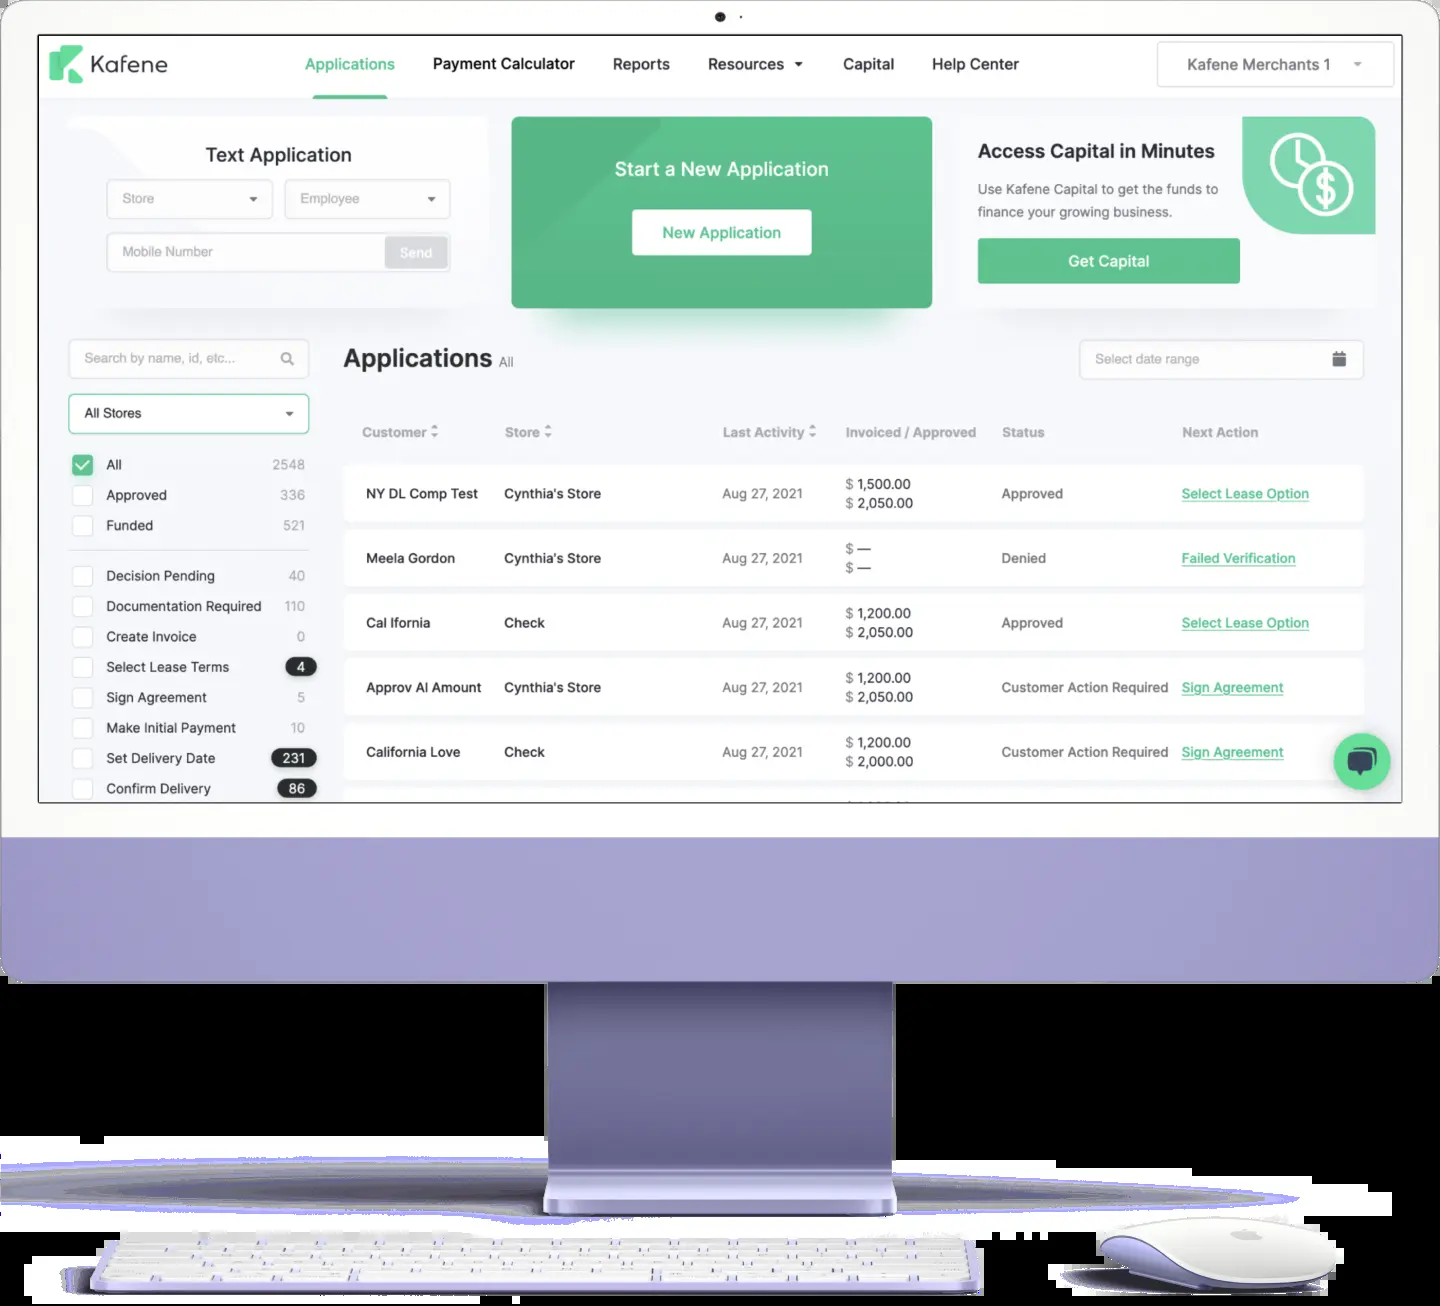 Kafene
Applications
Payment Calculator
Reports
Resources
Capital
Help Center
Kafene Merchants 1
Text Application
Store
Employee
Mobile Number
Send
Start a New Application
New Application
Access Capital in Minutes
Use Kafene Capital to get the funds to
finance your growing business.
Get Capital
Search by name, id, etc...
All Stores
All 2548
Approved 336
Funded 521
Decision Pending 40
Documentation Required 110
Create Invoice 0
Select Lease Terms 4
Sign Agreement 5
Make Initial Payment 10
Set Delivery Date 231
Confirm Delivery 86
Applications All
Select date range
Customer Store Last Activity Invoiced / Approved Status Next Action
NY DL Comp Test Cynthia's Store Aug 27, 2021 $ 1,500.00 Approved Select Lease Option
$ 2,050.00
Meela Gordon Cynthia's Store Aug 27, 2021 $ — Denied Failed Verification
$ —
Cal Ifornia Check Aug 27, 2021 $ 1,200.00 Approved Select Lease Option
$ 2,050.00
Approv Al Amount Cynthia's Store Aug 27, 2021 $ 1,200.00 Customer Action Required Sign Agreement
$ 2,050.00
California Love Check Aug 27, 2021 $ 1,200.00 Customer Action Required Sign Agreement
$ 2,000.00